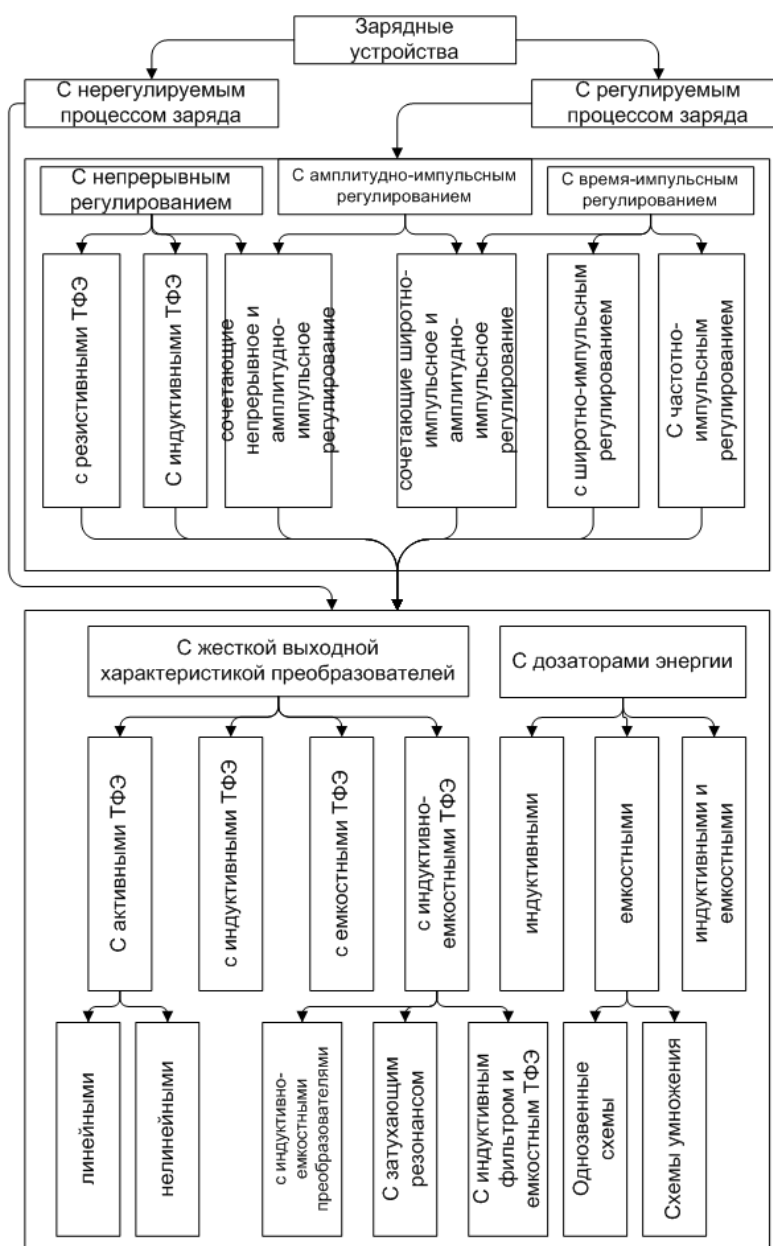 Зарядные
устройства
С нерегулируемым
процессом заряда
С регулируемым
процессом заряда
С непрерывным
регулированием
С амплитудно-импульсным
регулированием
С время-импульсным
регулированием
с резистивными ТФЭ
С индуктивными ТФЭ
сочетающие
непрерывное и
амплитудно-
импульсное
регулирование
сочетающие широтно-
импульсное и
амплитудно-
импульсное
регулирование
с широтно-импульсным
регулированием
С частотно-
импульсным
регулированием
С жесткой выходной
характеристикой преобразователей
С дозаторами энергии
С активными ТФЭ
с индуктивными ТФЭ
с емкостными ТФЭ
с индуктивно-
емкостными ТФЭ
индуктивными
емкостными
индуктивными и
емкостными
линейными
нелинейными
с индуктивно-
емкостными
преобразователями
С затухающим
резонансом
С индуктивным
фильтром и
емкостным ТФЭ
Однозвенные
схемы
Схемы умножения